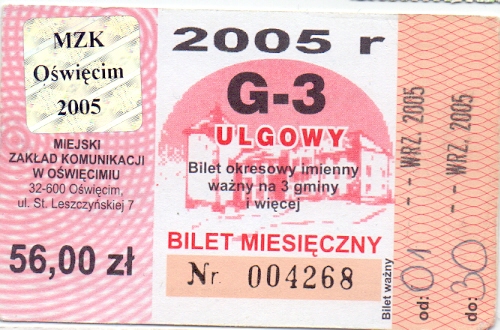 MZK
Oświęcim
2005
MIEJSKI
ZAKŁAD KOMUNIKACJI
W OŚWIĘCIMIU
32-600 Oświęcim,
ul. St. Leszczyńskiej 7
56,00 zł
2005 r
G-3
ULGOWY
Bilet okresowy imienny
ważny na 3 gminy
i więcej
BILET MIESIĘCZNY
Nr. 004268
Bilet ważny
od: 01 - - WRZ. 2005
do: 30 - - WRZ. 2005